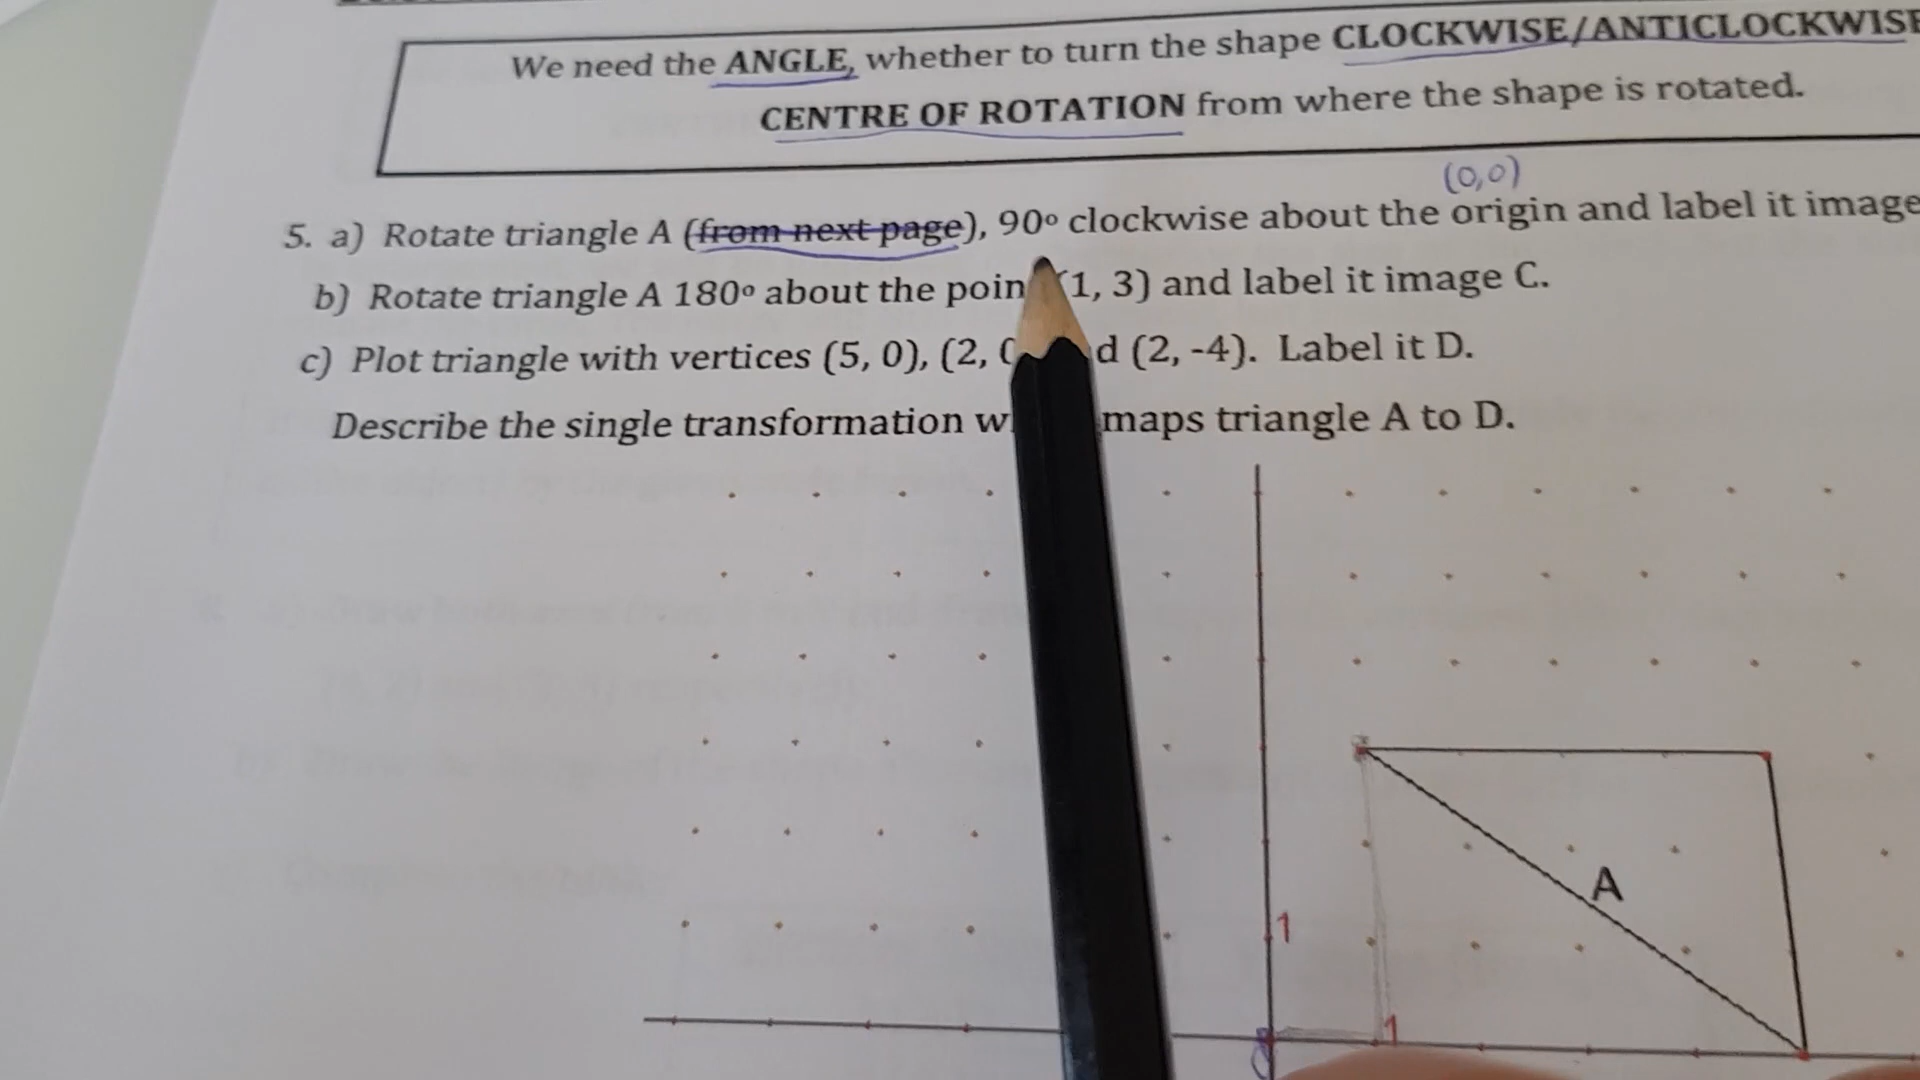 We need the ANGLE, whether to turn the shape CLOCKWISE/ANTICLOCKWISE
CENTRE OF ROTATION from where the shape is rotated.
(0,0)
5. a) Rotate triangle A (from next page), 90° clockwise about the origin and label it image
b) Rotate triangle A 180° about the poin (1, 3) and label it image C.
c) Plot triangle with vertices (5, 0), (2, d (2, -4). Label it D.
Describe the single transformation w maps triangle A to D.
A
1
1